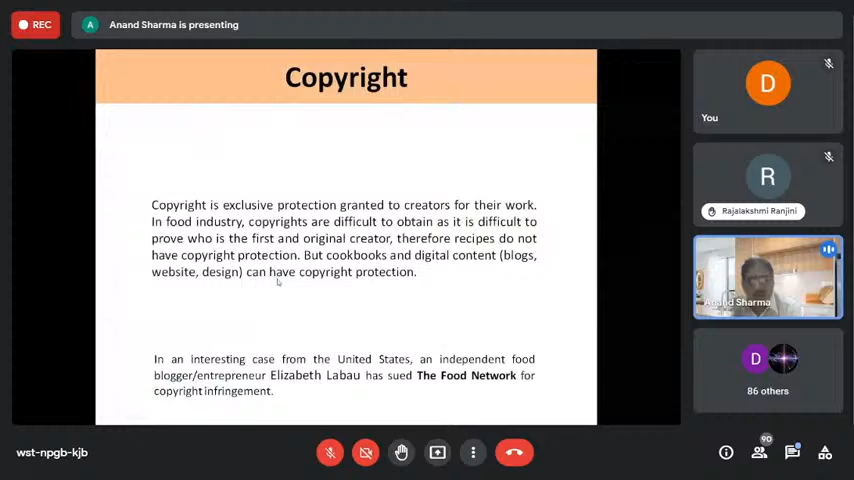 REC
A
Anand Sharma is presenting
Copyright
Copyright is exclusive protection granted to creators for their work.
In food industry, copyrights are difficult to obtain as it is difficult to
prove who is the first and original creator, therefore recipes do not
have copyright protection. But cookbooks and digital content (blogs,
website, design) can have copyright protection.
In an interesting case from the United States, an independent food
blogger/entrepreneur Elizabeth Labau has sued The Food Network for
copyright infringement.
D
You
R
Rajalakshmi Ranjini
Anand Sharma
D
86 others
wst-npgb-kjb
90